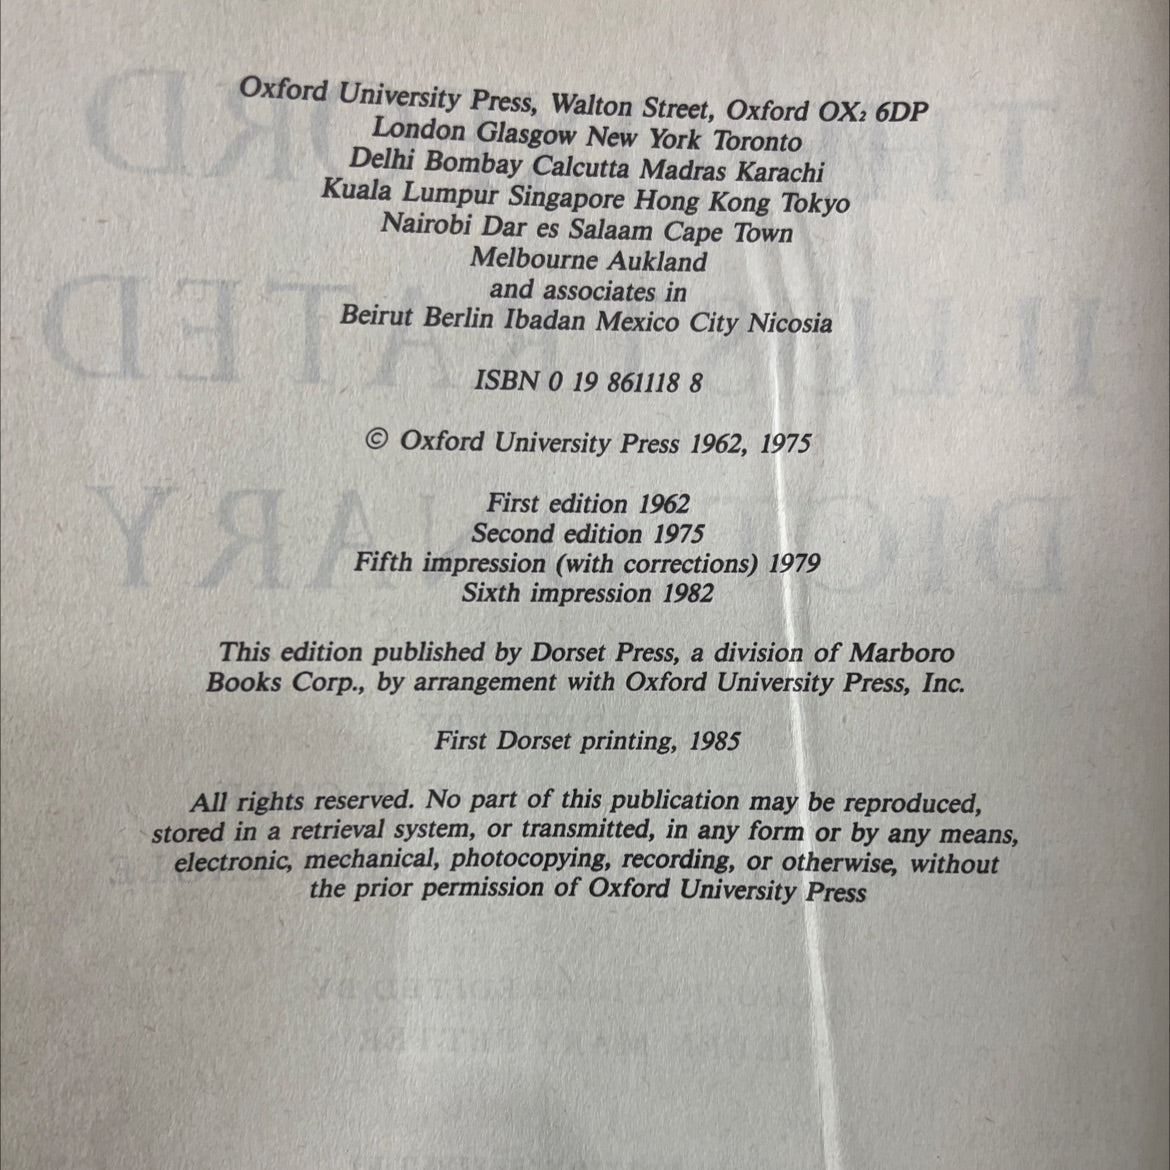 Oxford University Press, Walton Street, Oxford OX2 6DP
London Glasgow New York Toronto
Delhi Bombay Calcutta Madras Karachi
Kuala Lumpur Singapore Hong Kong Tokyo
Nairobi Dar es Salaam Cape Town
Melbourne Aukland
and associates in
Beirut Berlin Ibadan Mexico City Nicosia
ISBN 0 19 861118 8
© Oxford University Press 1962, 1975
First edition 1962
Second edition 1975
Fifth impression (with corrections) 1979
Sixth impression 1982
This edition published by Dorset Press, a division of Marboro
Books Corp., by arrangement with Oxford University Press, Inc.
First Dorset printing, 1985
All rights reserved. No part of this publication may be reproduced,
stored in a retrieval system, or transmitted, in any form or by any means,
electronic, mechanical, photocopying, recording, or otherwise, without
the prior permission of Oxford University Press